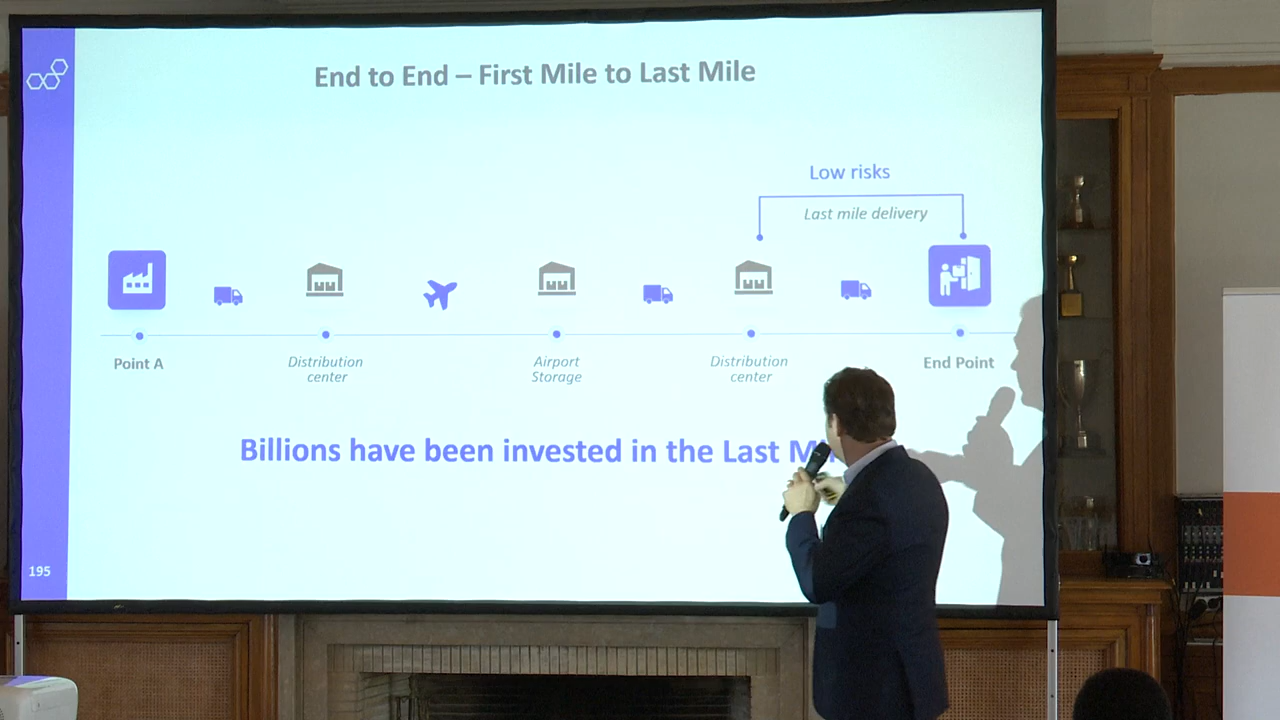 End to End – First Mile to Last Mile
Low risks
Last mile delivery
Point A
Distribution
center
Airport
Storage
Distribution
center
End Point
Billions have been invested in the Last
195